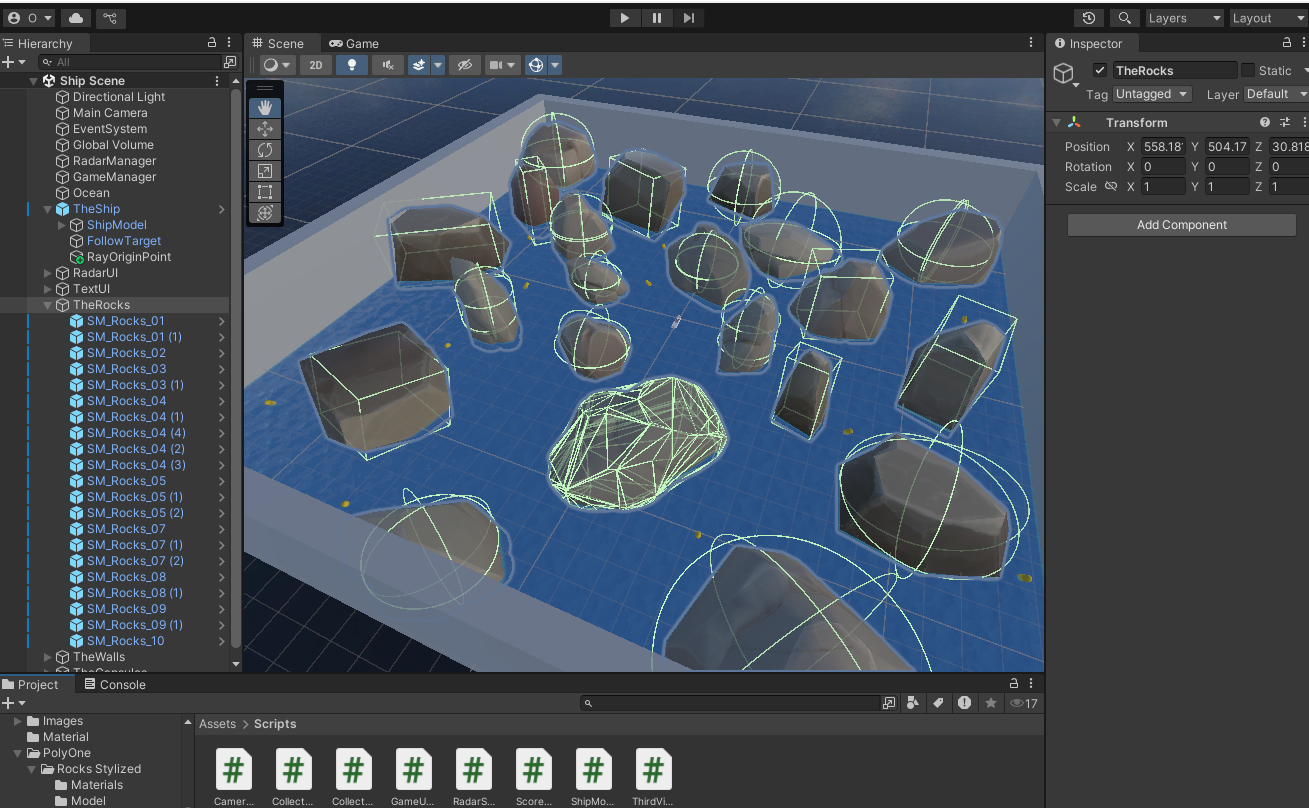 O
Layers
Layout
Hierarchy
All
Ship Scene
Directional Light
Main Camera
EventSystem
Global Volume
RadarManager
GameManager
Ocean
TheShip
ShipModel
FollowTarget
RayOriginPoint
RadarUI
TextUI
TheRocks
SM_Rocks_01
SM_Rocks_01 (1)
SM_Rocks_02
SM_Rocks_03
SM_Rocks_03 (1)
SM_Rocks_04
SM_Rocks_04 (1)
SM_Rocks_04 (4)
SM_Rocks_04 (2)
SM_Rocks_04 (3)
SM_Rocks_05
SM_Rocks_05 (1)
SM_Rocks_05 (2)
SM_Rocks_07
SM_Rocks_07 (1)
SM_Rocks_07 (2)
SM_Rocks_08
SM_Rocks_08 (1)
SM_Rocks_09
SM_Rocks_09 (1)
SM_Rocks_10
TheWalls
Scene
Game
2D
Inspector
TheRocks
Static
Tag Untagged
Layer Default
Transform
Position X 558.18 Y 504.17 Z 30.818
Rotation X 0 Y 0 Z 0
Scale X 1 Y 1 Z 1
Add Component
Project
Console
17
Images
Material
PolyOne
Rocks Stylized
Materials
Model
Assets > Scripts
Camer...
Collect...
Collect...
GameU...
RadarS...
Score...
ShipMo...
ThirdVi...